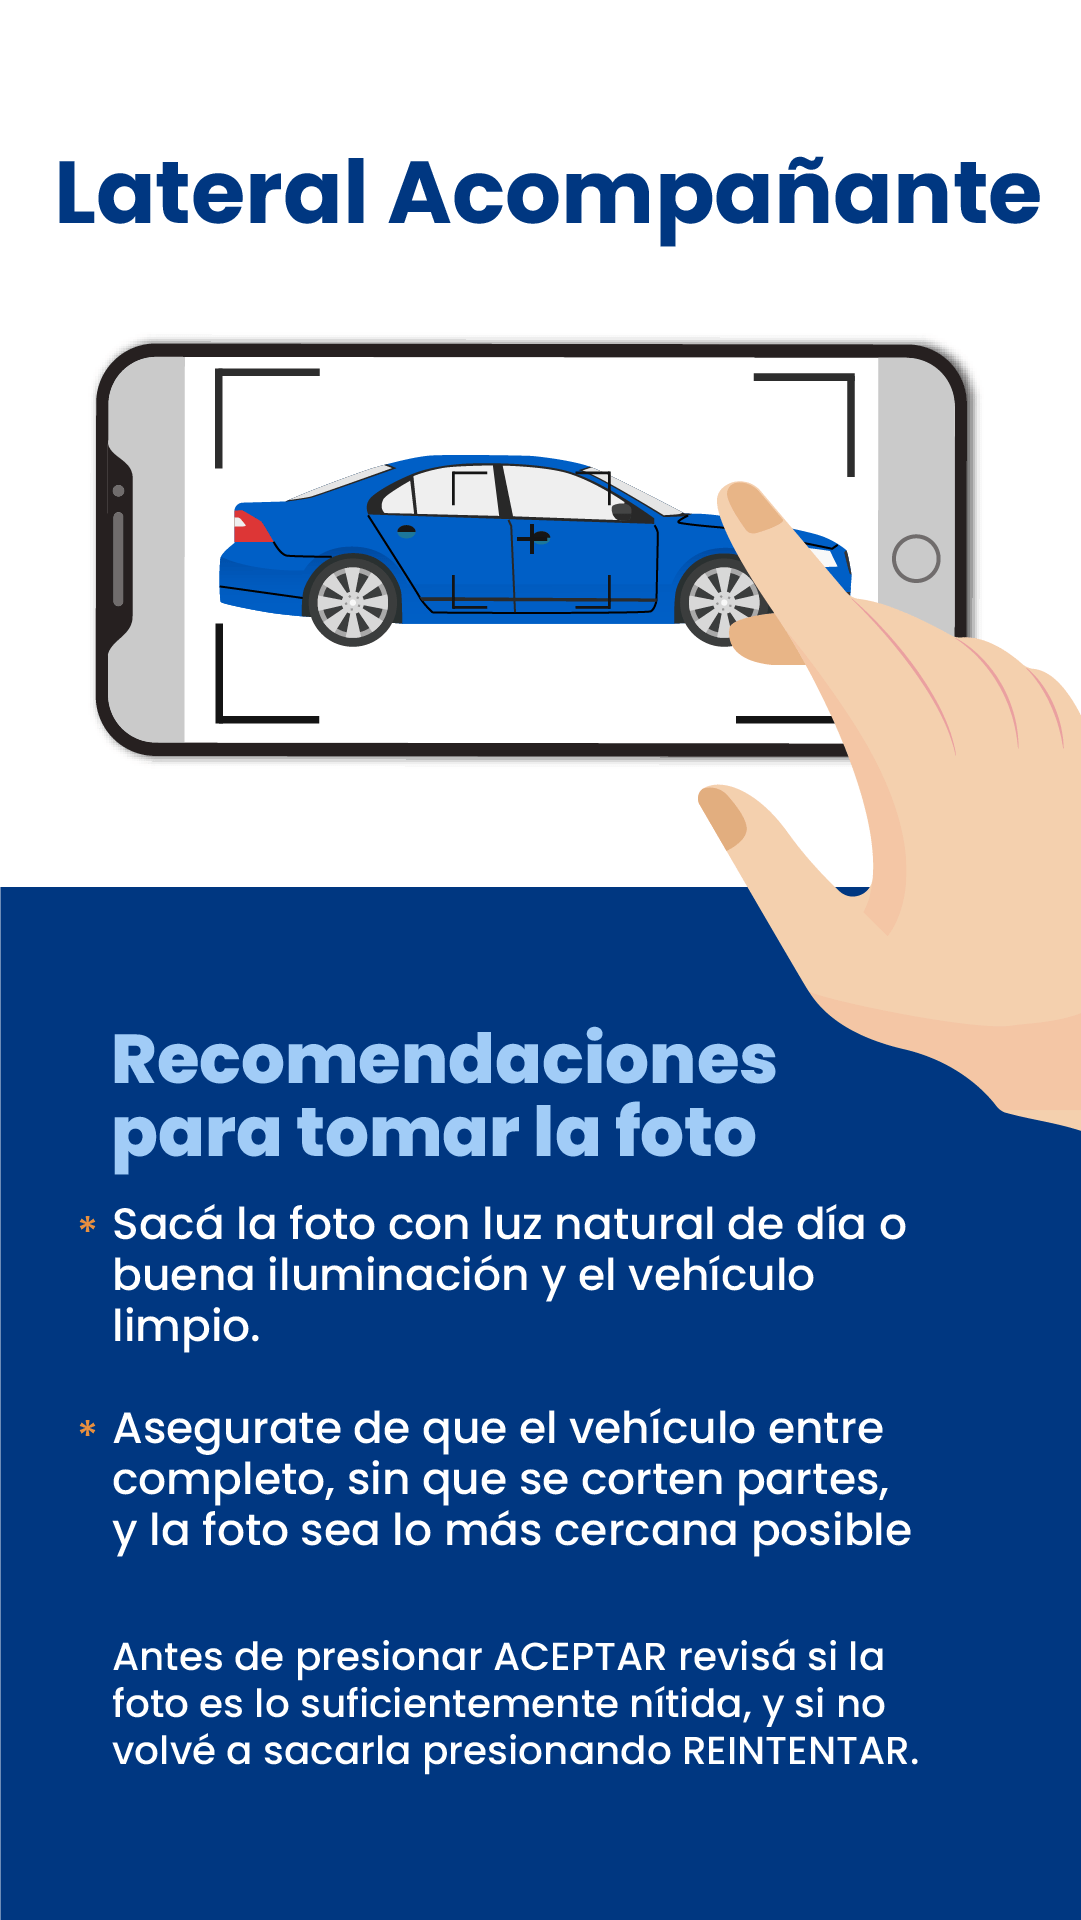 Lateral Acompañante
Recomendaciones
para tomar la foto
* Sacá la foto con luz natural de día o
buena iluminación y el vehículo
limpio.
* Asegurate de que el vehículo entre
completo, sin que se corten partes,
y la foto sea lo más cercana posible
Antes de presionar ACEPTAR revisá si la
foto es lo suficientemente nítida, y si no
volvé a sacarla presionando REINTENTAR.